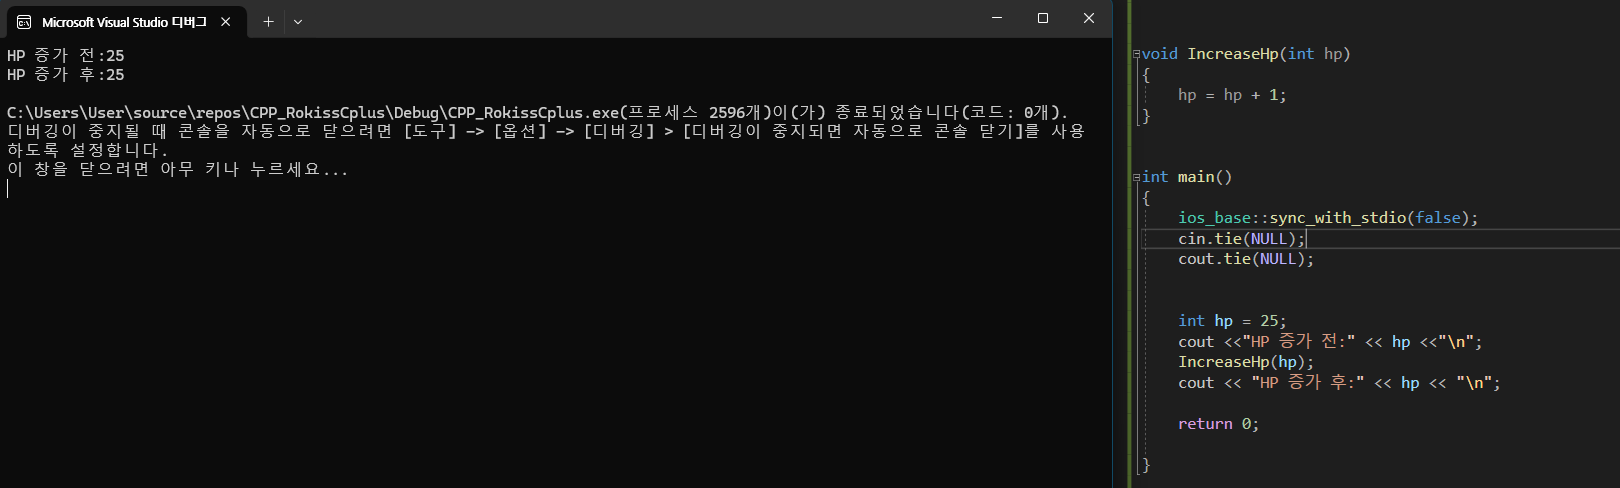 Microsoft Visual Studio 디버그
HP 증가 전:25
HP 증가 후:25
C:\Users\User\source\repos\CPP_RokissCplus\Debug\CPP_RokissCplus.exe(프로세스 2596개)이(가) 종료되었습니다(코드: 0개).
디버깅이 중지될 때 콘솔을 자동으로 닫으려면 [도구] -> [옵션] -> [디버깅] > [디버깅이 중지되면 자동으로 콘솔 닫기]를 사용
하도록 설정합니다.
이 창을 닫으려면 아무 키나 누르세요...
void IncreaseHp(int hp)
{
hp = hp + 1;
}
int main()
{
ios_base::sync_with_stdio(false);
cin.tie(NULL);
cout.tie(NULL);
int hp = 25;
cout <<"HP 증가 전:" << hp <<"\n";
IncreaseHp(hp);
cout << "HP 증가 후:" << hp << "\n";
return 0;
}